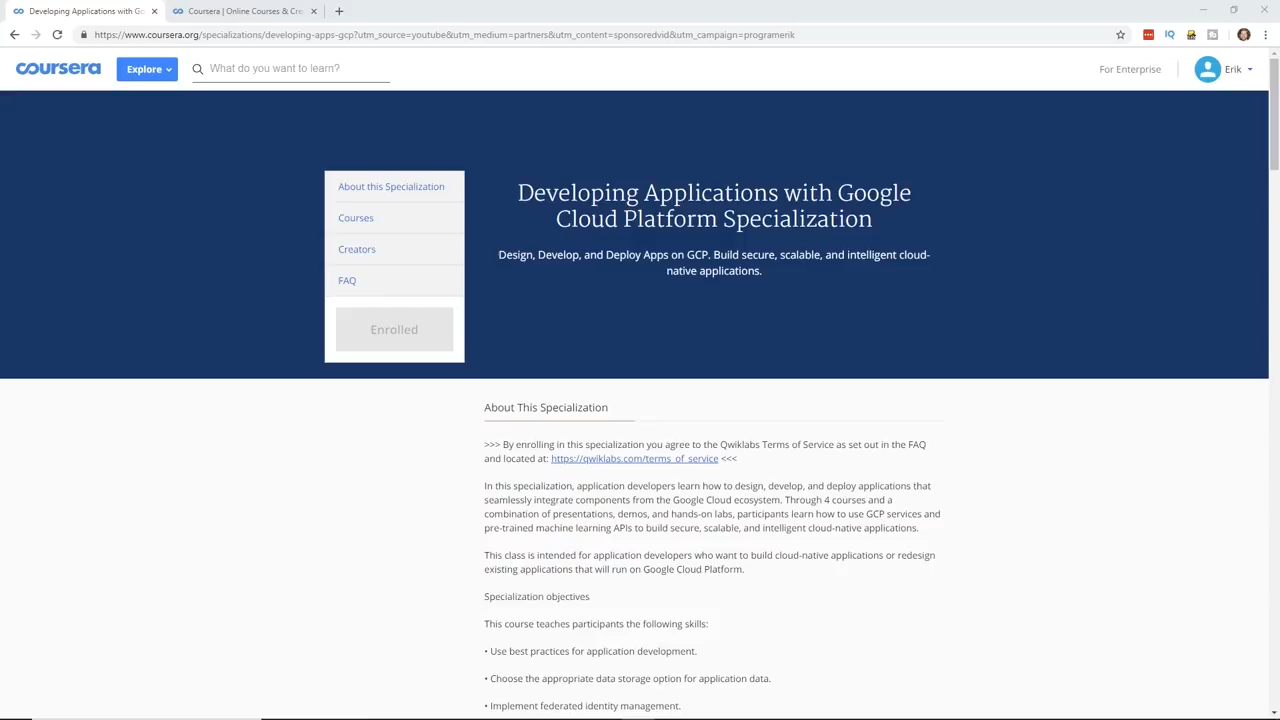 Developing Applications with Go
Coursera | Online Courses & Cre
https://www.coursera.org/specializations/developing-apps-gcp?utm_source=youtube&utm_medium=partners&utm_content=sponsoredvid&utm_campaign=programerik
coursera
Explore
What do you want to learn?
For Enterprise
Erik
About this Specialization
Courses
Creators
FAQ
Enrolled
Developing Applications with Google
Cloud Platform Specialization
Design, Develop, and Deploy Apps on GCP. Build secure, scalable, and intelligent cloud-
native applications.
About This Specialization
>>> By enrolling in this specialization you agree to the Qwiklabs Terms of Service as set out in the FAQ
and located at: https://qwiklabs.com/terms_of_service <<<
In this specialization, application developers learn how to design, develop, and deploy applications that
seamlessly integrate components from the Google Cloud ecosystem. Through 4 courses and a
combination of presentations, demos, and hands-on labs, participants learn how to use GCP services and
pre-trained machine learning APIs to build secure, scalable, and intelligent cloud-native applications.
This class is intended for application developers who want to build cloud-native applications or redesign
existing applications that will run on Google Cloud Platform.
Specialization objectives
This course teaches participants the following skills:
• Use best practices for application development.
• Choose the appropriate data storage option for application data.
• Implement federated identity management.